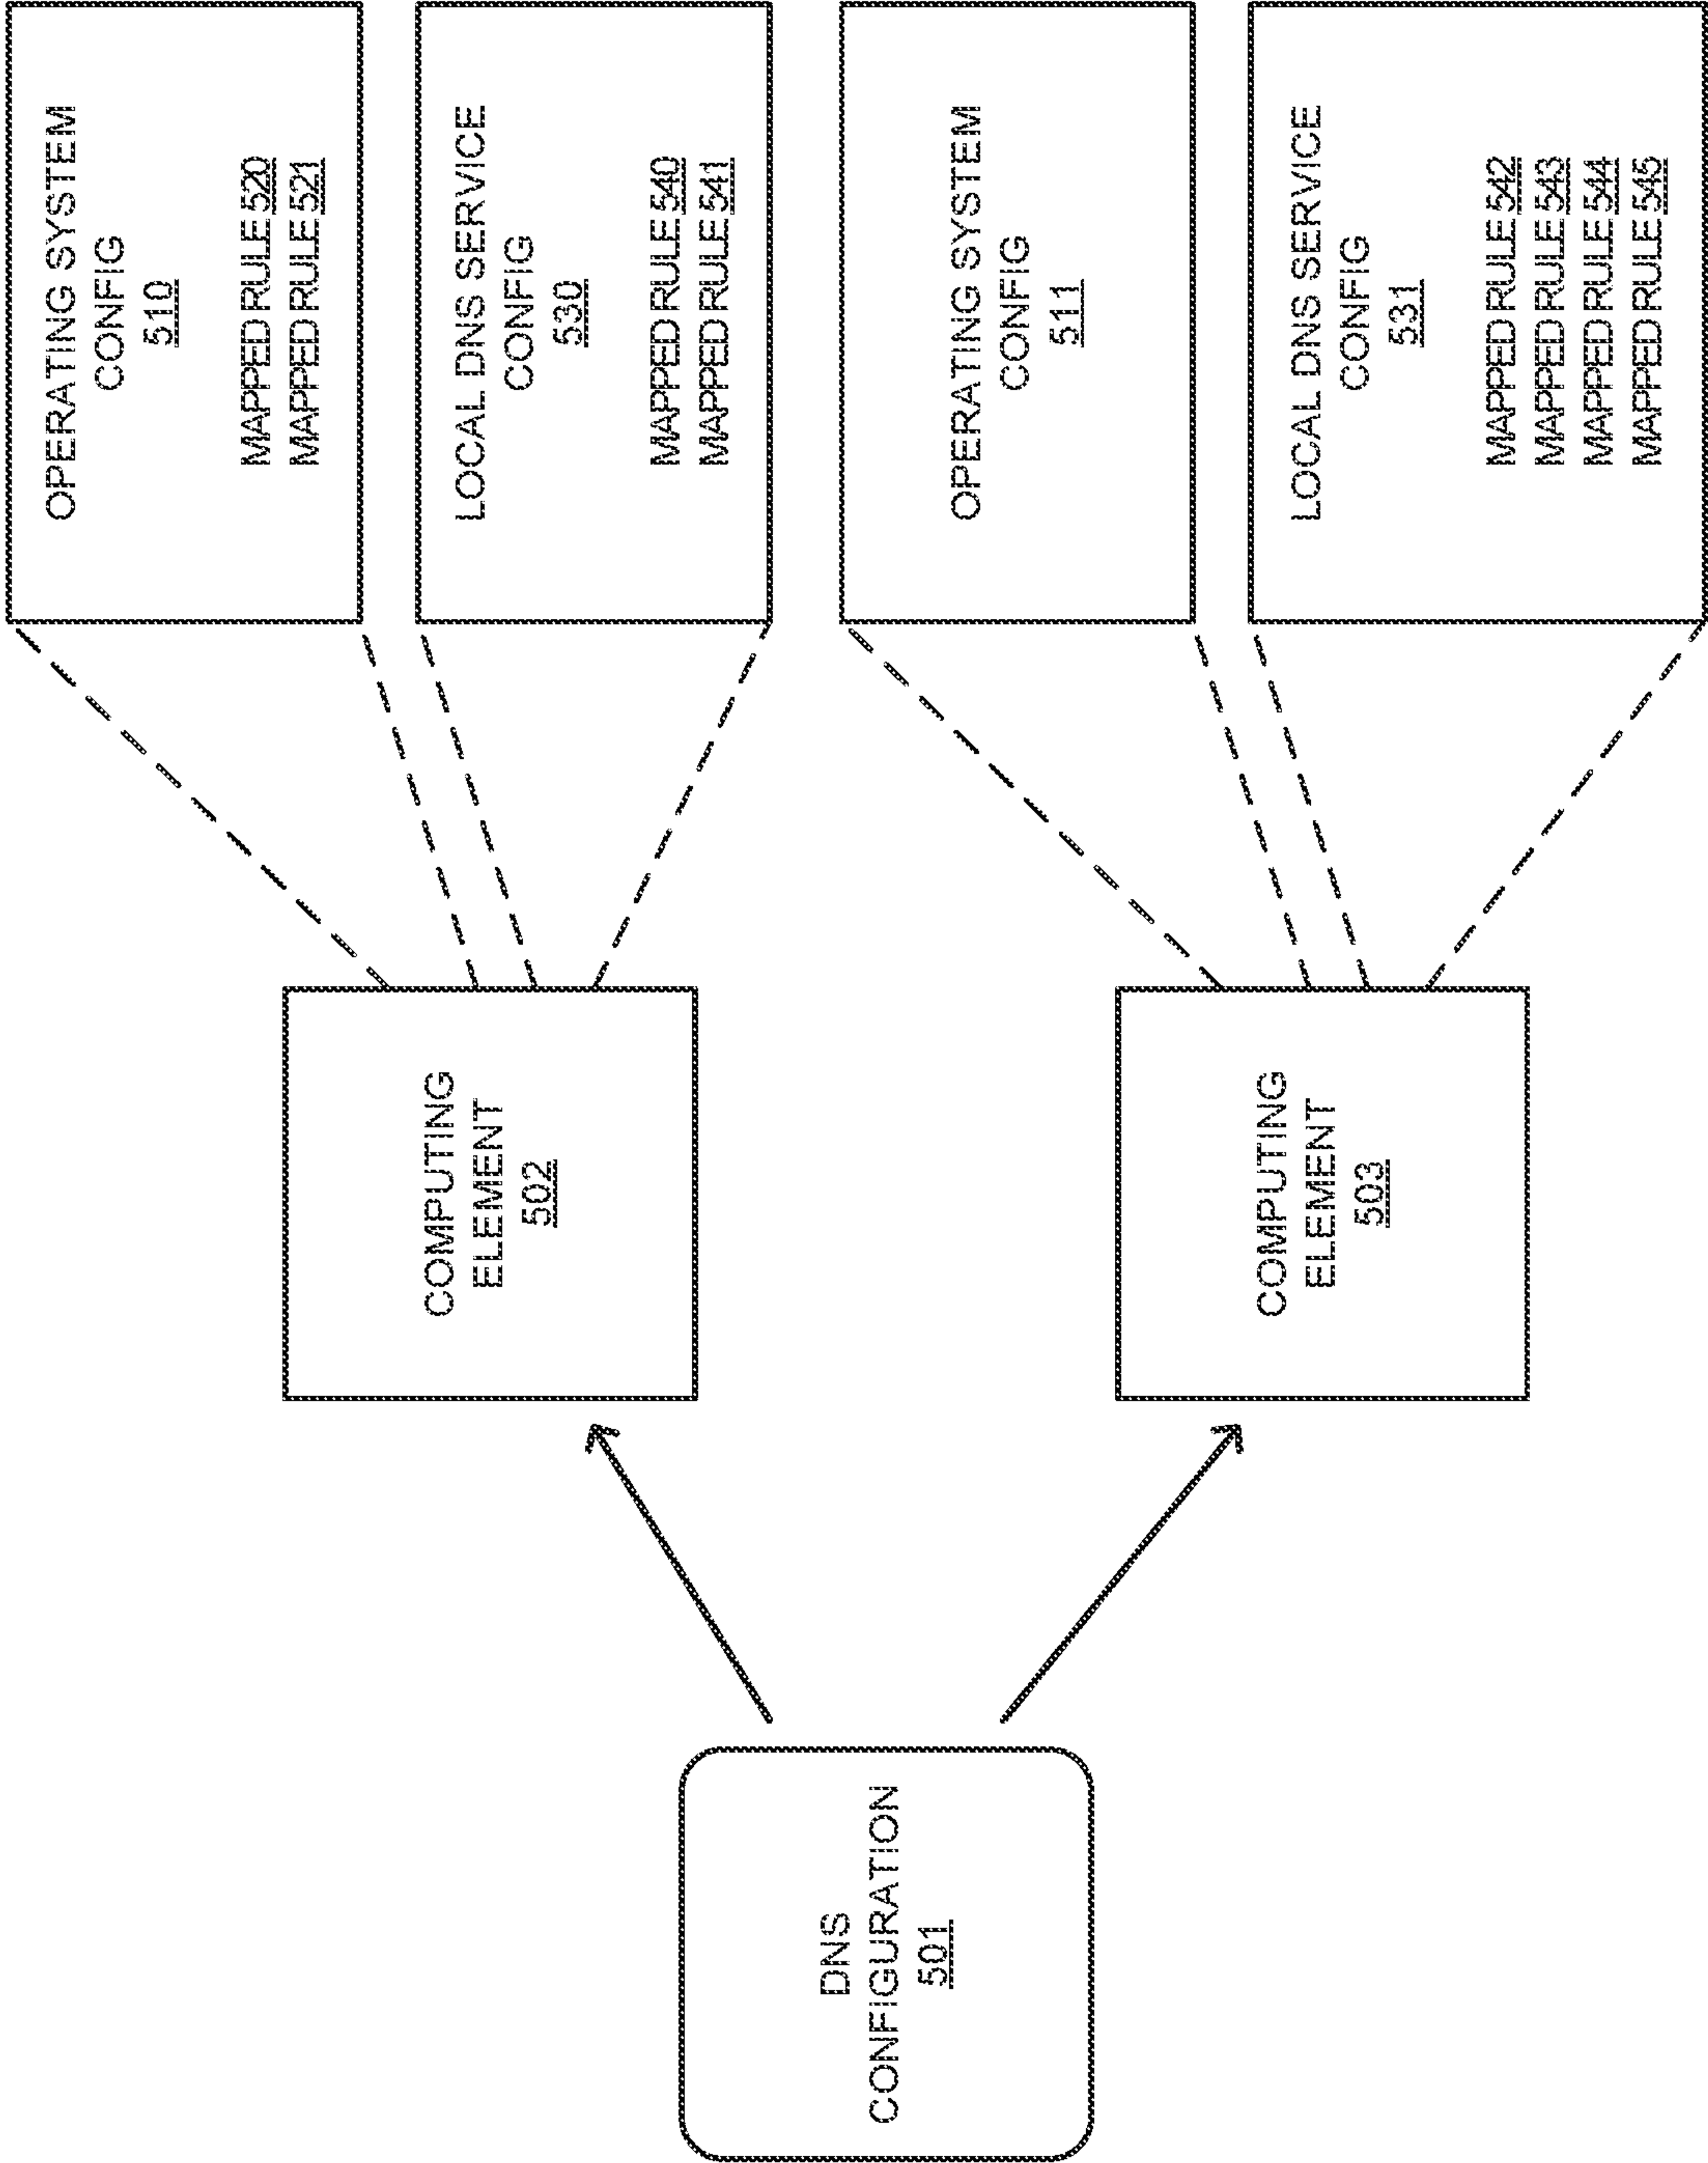 DNS
CONFIGURATION
501
COMPUTING
ELEMENT
502
OPERATING SYSTEM
CONFIG
510
MAPPED RULE 520
MAPPED RULE 521
LOCAL DNS SERVICE
CONFIG
530
MAPPED RULE 540
MAPPED RULE 541
COMPUTING
ELEMENT
503
OPERATING SYSTEM
CONFIG
511
LOCAL DNS SERVICE
CONFIG
531
MAPPED RULE 542
MAPPED RULE 543
MAPPED RULE 544
MAPPED RULE 545